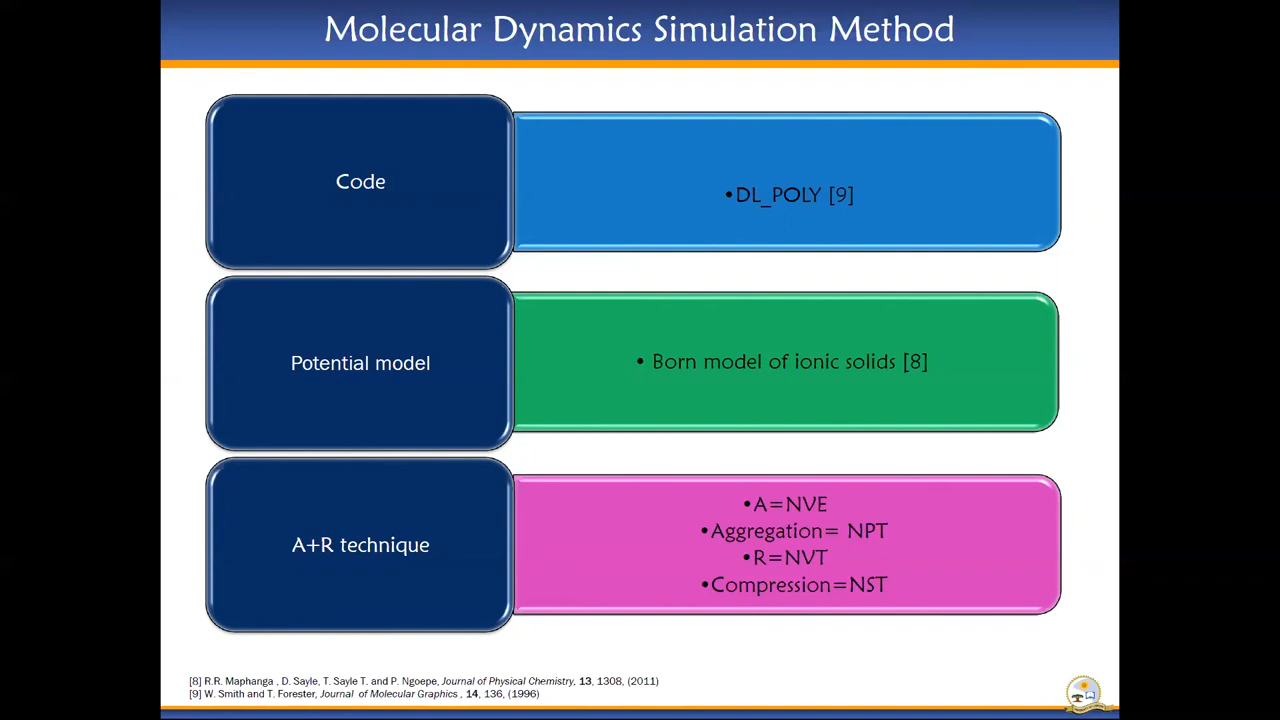 Molecular Dynamics Simulation Method
Code
•DL_POLY [9]
Potential model
• Born model of ionic solids [8]
A+R technique
•A=NVE
•Aggregation= NPT
•R=NVT
•Compression=NST
[8] R.R. Maphanga , D. Sayle, T. Sayle T. and P. Ngoepe, Journal of Physical Chemistry, 13, 1308, (2011)
[9] W. Smith and T. Forester, Journal of Molecular Graphics , 14, 136, (1996)